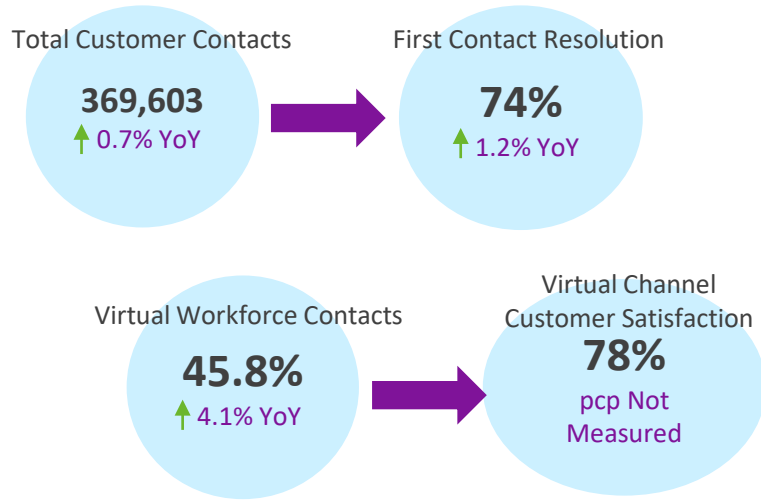 Total Customer Contacts
369,603
0.7% YoY
First Contact Resolution
74%
1.2% YoY
Virtual Workforce Contacts
45.8%
4.1% YoY
Virtual Channel
Customer Satisfaction
78%
pcp Not
Measured